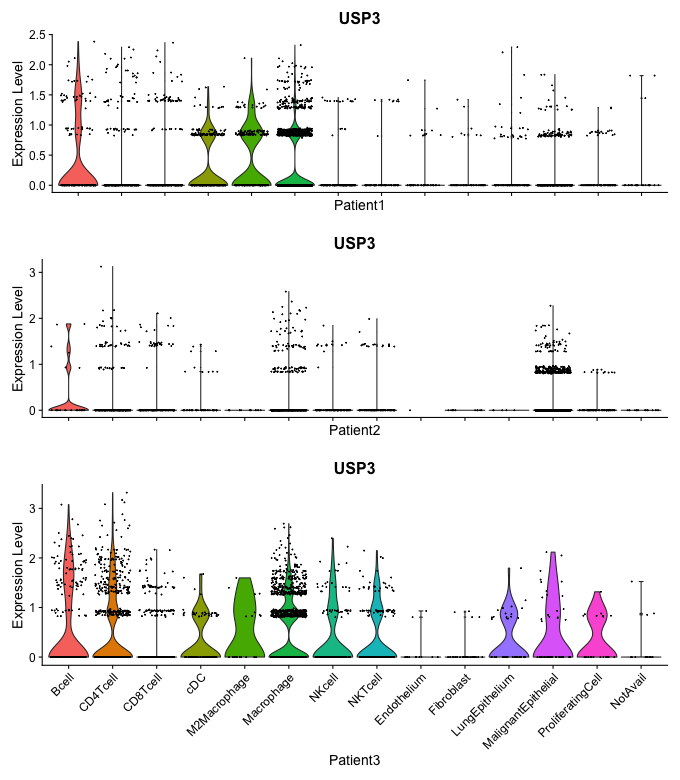 USP3
Expression Level
2.5
2.0
1.5
1.0
0.5
0.0
Patient1
USP3
Expression Level
3
2
1
0
Patient2
USP3
Expression Level
3
2
1
0
Bcell
CD4Tcell
CD8Tcell
cDC
M2Macrophage
Macrophage
NKcell
NKTcell
Endothelium
Fibroblast
LungEpithelium
MalignantEpithelial
ProliferatingCell
NotAvail
Patient3